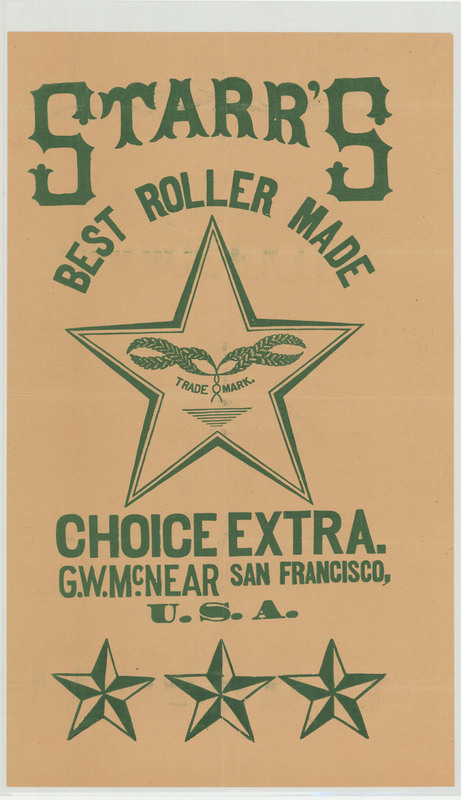 STARR'S
BEST ROLLER MADE
TRADE MARK.
CHOICE EXTRA.
G.W.McNEAR SAN FRANCISCO,
U.S.A.